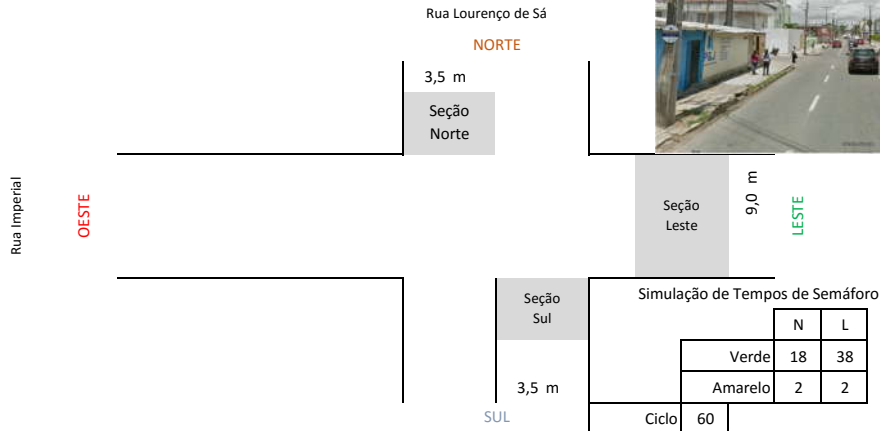 Rua Lourenço de Sá
NORTE
3,5 m
Seção
Norte
Rua Imperial
OESTE
Seção
Leste
9,0 m
LESTE
Seção
Sul
3,5 m
SUL
Simulação de Tempos de Semáforo
N L
Verde 18 38
Amarelo 2 2
Ciclo 60